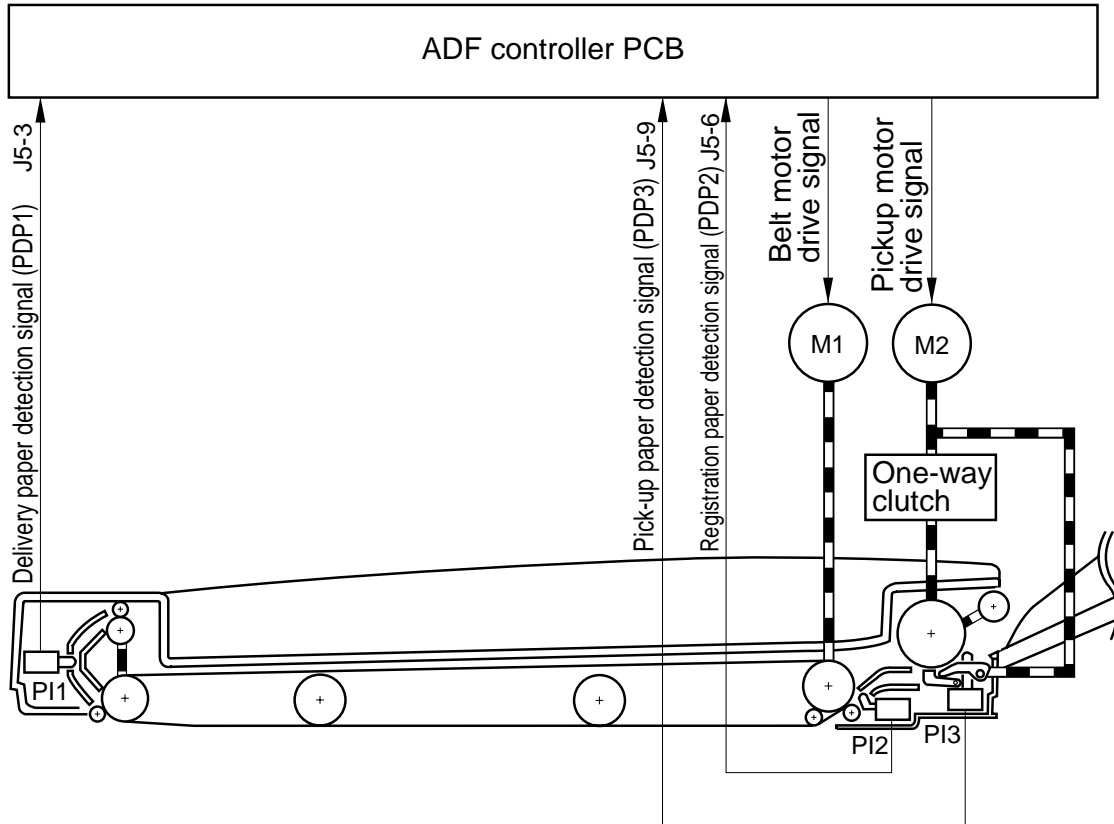 ADF controller PCB
Delivery paper detection signal (PDP1) J5-3
Pick-up paper detection signal (PDP3) J5-9
Registration paper detection signal (PDP2) J5-6
Belt motor
drive signal
Pickup motor
drive signal
M1
M2
One-way
clutch
PI1
PI2
PI3